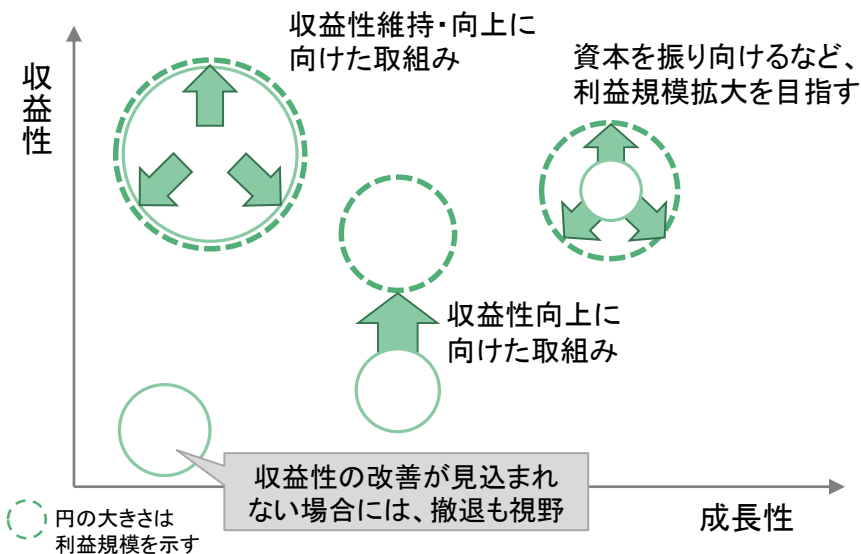 収益性維持・向上に
向けた取組み
資本を振り向けるなど、
利益規模拡大を目指す
収益性
収益性向上に
向けた取組み
収益性の改善が見込まれ
ない場合には、撤退も視野
成長性
円の大きさは
利益規模を示す